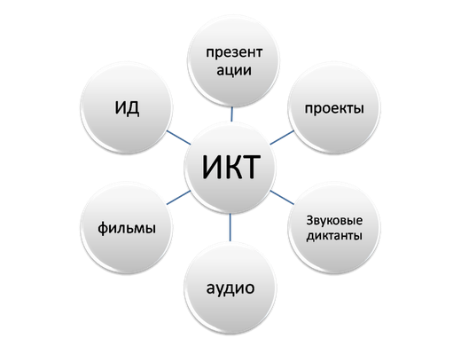 презент
ации
ИД
проекты
ИКТ
фильмы
Звуковые
диктанты
аудио